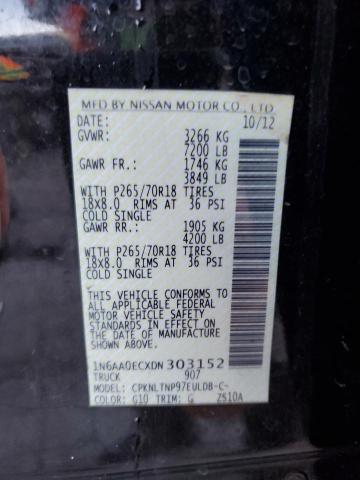 MFD BY NISSAN MOTOR CO., LTD
DATE: 10/12
GVWR: 3266 KG
7200 LB
GAWR FR.: 1746 KG
3849 LB
WITH P265/70R18 TIRES
18X8.0 RIMS AT 36 PSI
COLD SINGLE
GAWR RR.: 1905 KG
4200 LB
WITH P265/70R18 TIRES
18X8.0 RIMS AT 36 PSI
COLD SINGLE
THIS VEHICLE CONFORMS TO
ALL APPLICABLE FEDERAL
MOTOR VEHICLE SAFETY
STANDARDS IN EFFECT ON
THE DATE OF MANUFACTURE
SHOWN ABOVE
1N6AA0ECXDN 303152
TRUCK 907
MODEL: CPKNLTNP97EULDB-C-
COLOR: G10 TRIM: G ZS10A